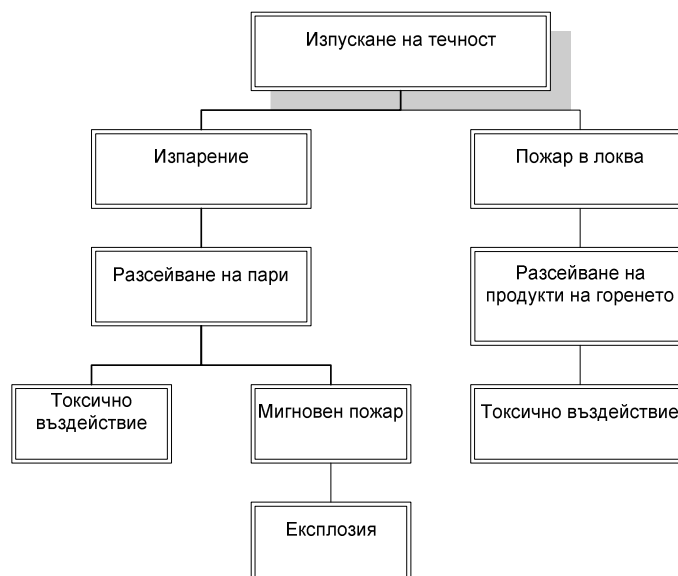 Изпускане на течност
Изпарение
Пожар в локва
Разсейване на пари
Разсейване на
продукти на горенето
Токсично
въздействие
Мигновен пожар
Токсично въздействие
Експлозия